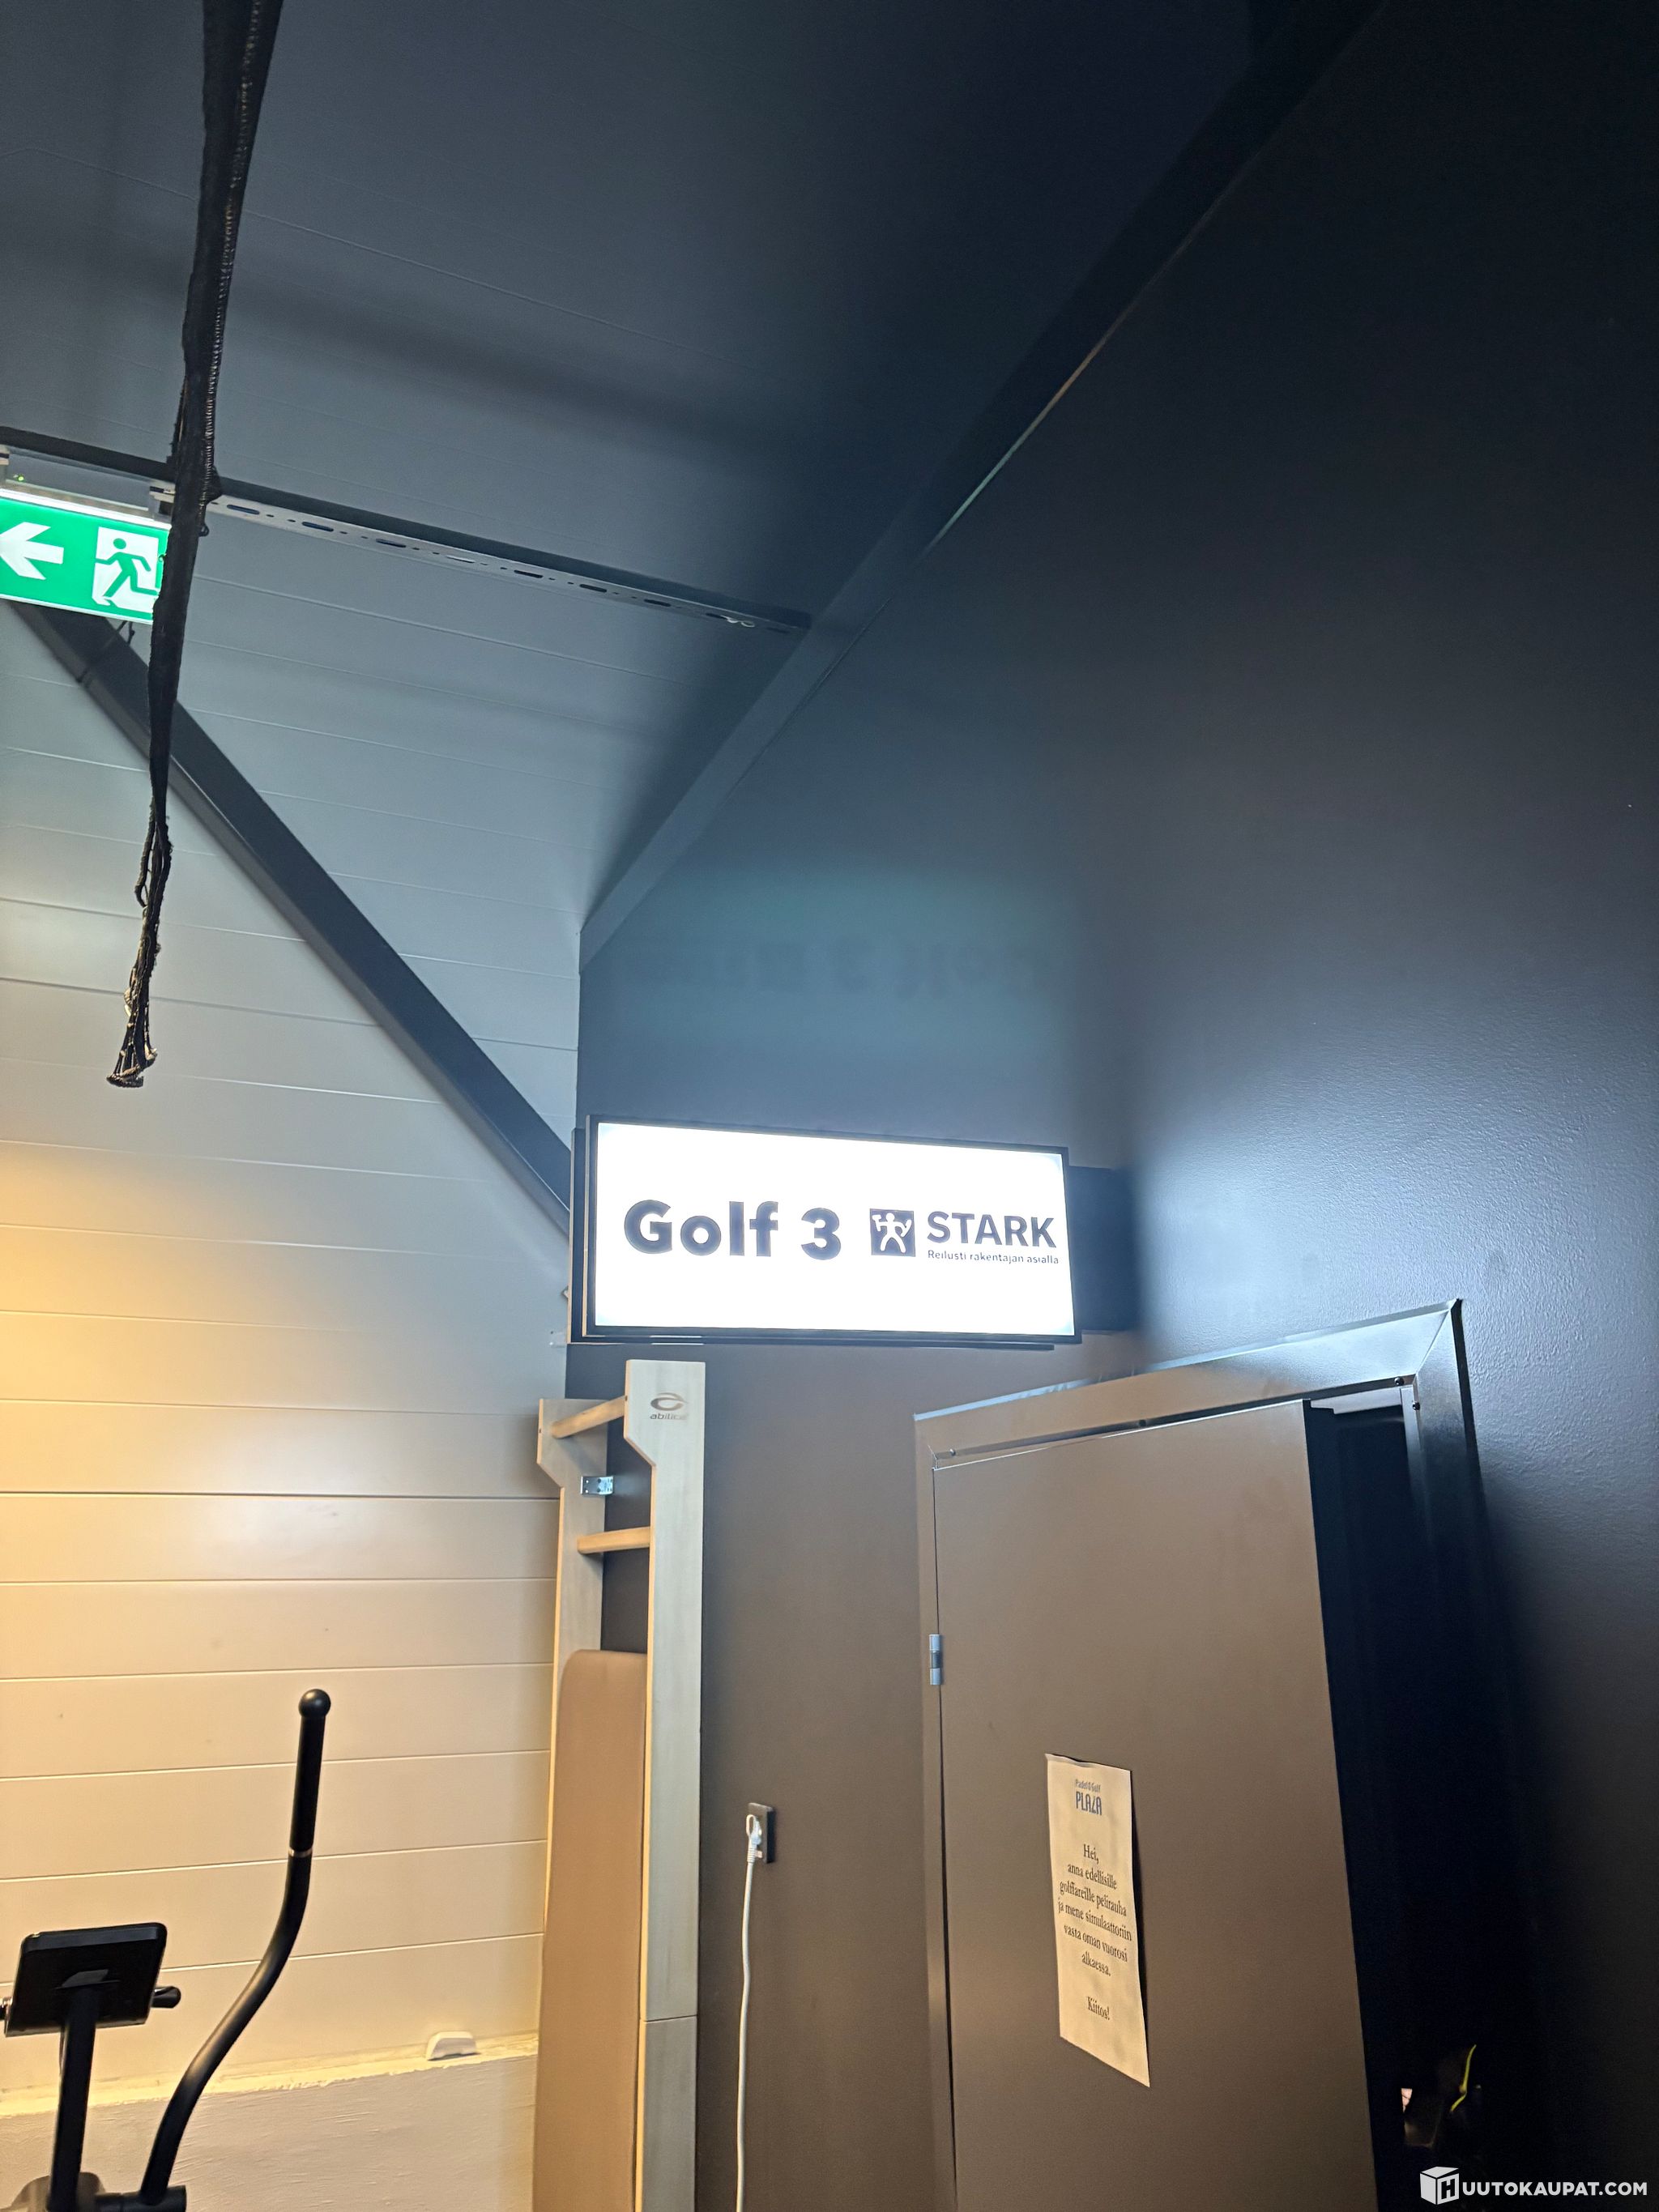 Golf 3
STARK
Reilusti rakentajan asialla
abilica
Padel&Golf
PLAZA
Hei,
anna edellisille
golffareille pelirauha
ja mene simulaattoriin
vasta oman vuorosi
alkaessa.
Kiitos!
HUUTOKAUPAT.COM